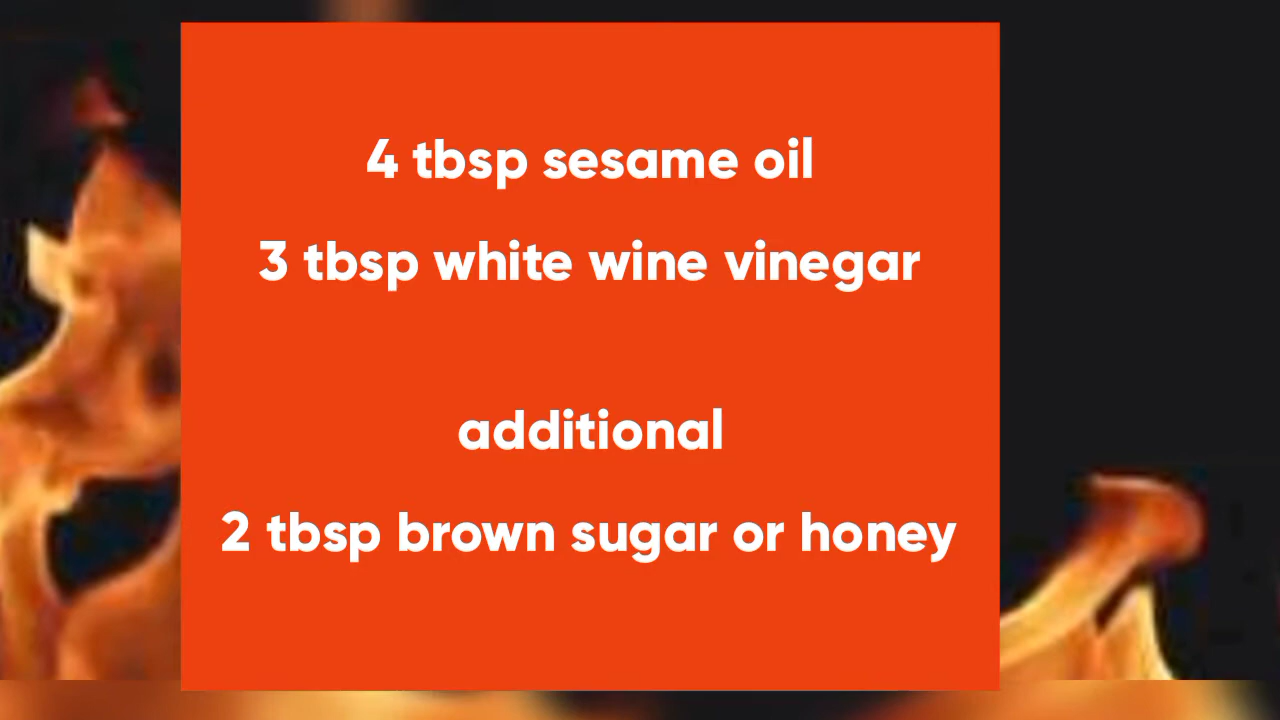 4 tbsp sesame oil
3 tbsp white wine vinegar
additional
2 tbsp brown sugar or honey